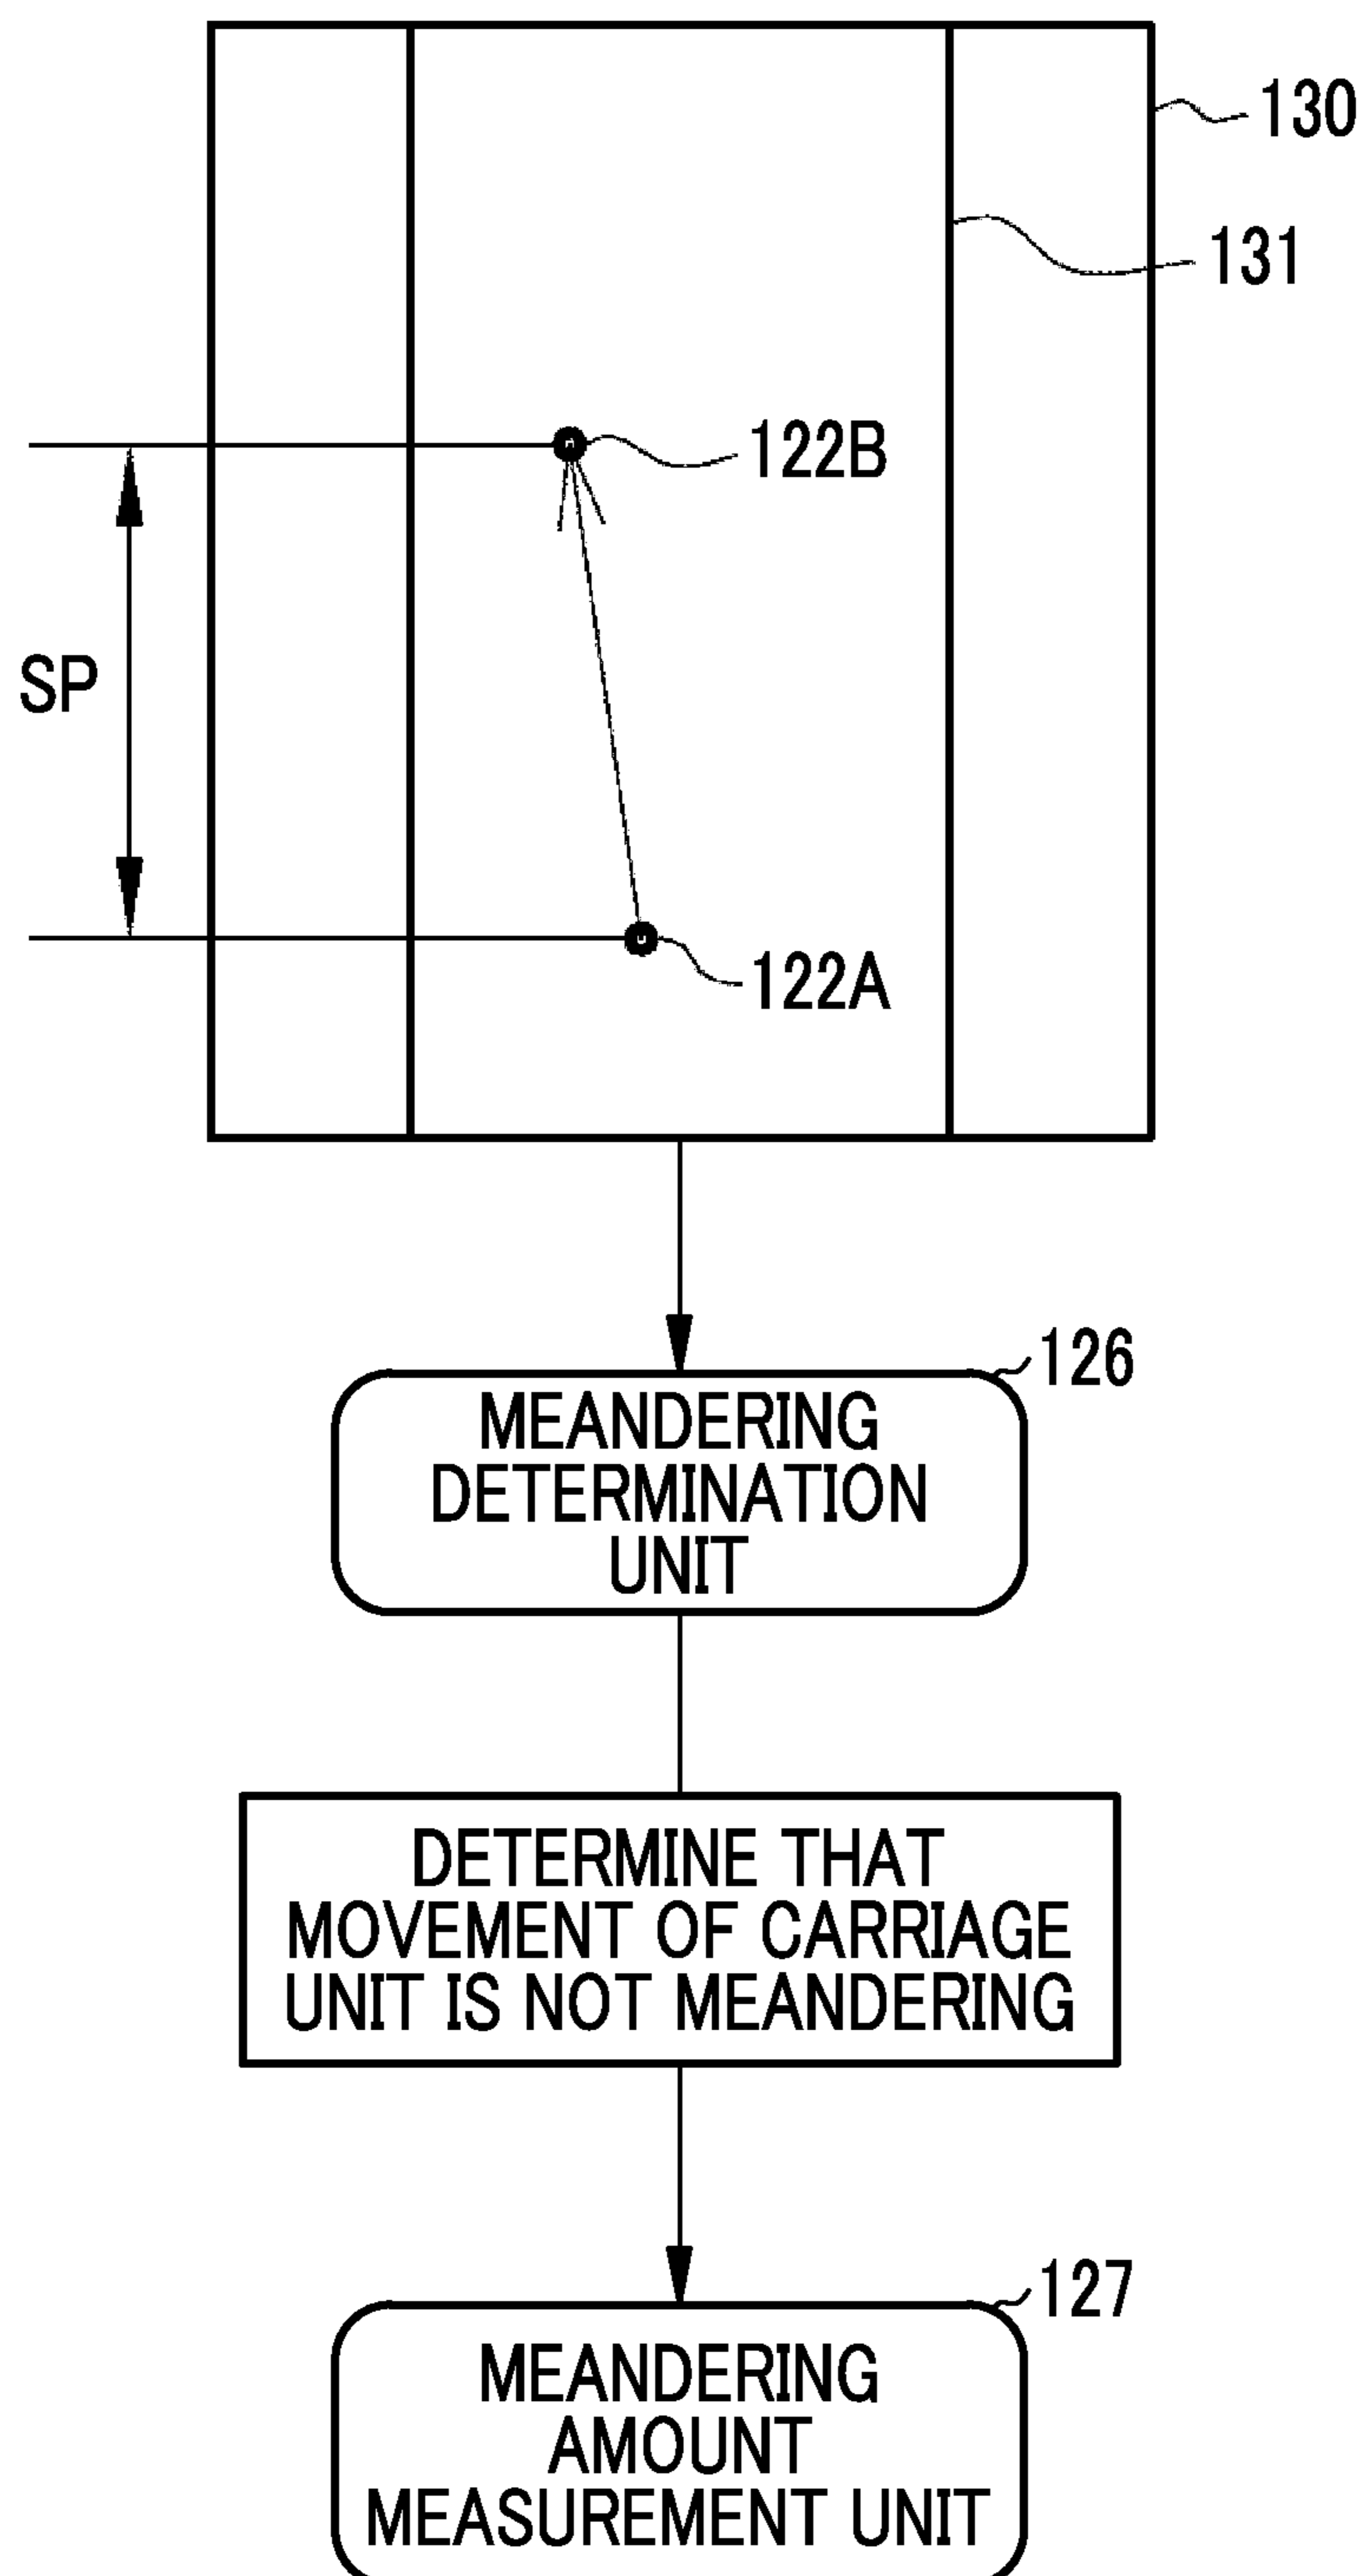 130
131
122B
SP
122A
126
MEANDERING
DETERMINATION
UNIT
DETERMINE THAT
MOVEMENT OF CARRIAGE
UNIT IS NOT MEANDERING
127
MEANDERING
AMOUNT
MEASUREMENT UNIT